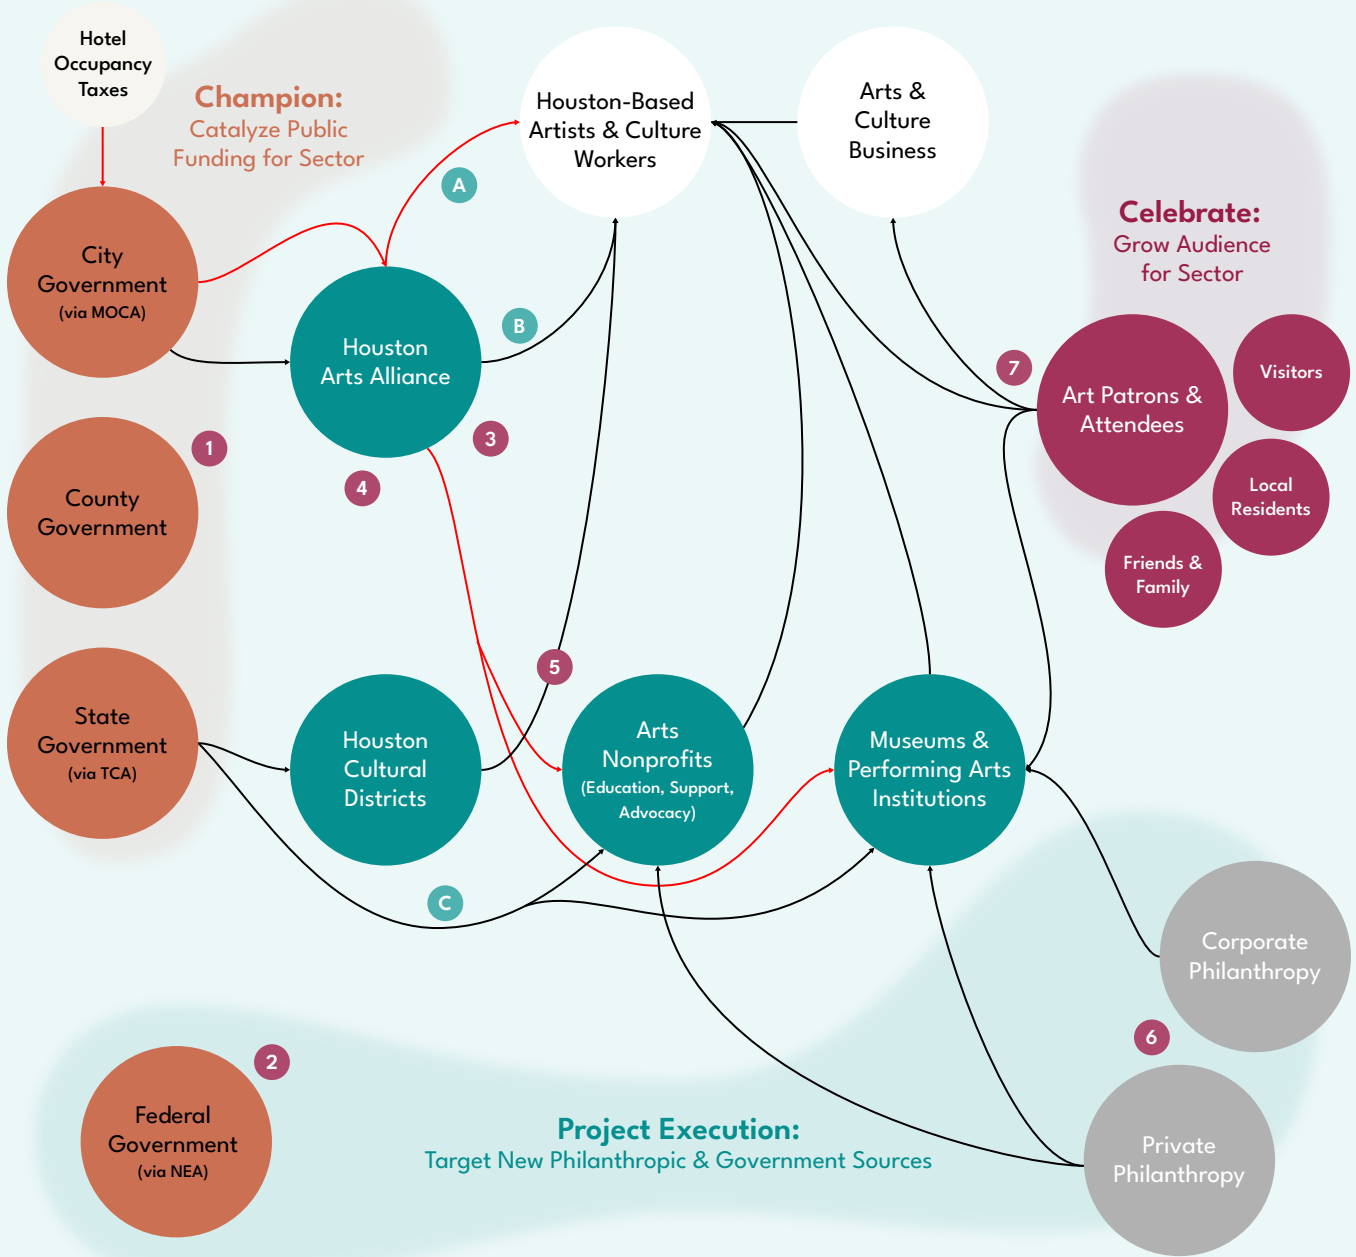 Hotel
Occupancy
Taxes
Champion:
Catalyze Public
Funding for Sector
Houston-Based
Artists & Culture
Workers
Arts &
Culture
Business
A
Celebrate:
Grow Audience
for Sector
City
Government
(via MOCA)
Houston
Arts Alliance
B
7
Art Patrons &
Attendees
Visitors
Local
Residents
Friends &
Family
1
3
4
County
Government
5
State
Government
(via TCA)
Houston
Cultural
Districts
Arts
Nonprofits
(Education, Support,
Advocacy)
Museums &
Performing Arts
Institutions
C
Corporate
Philanthropy
6
2
Federal
Government
(via NEA)
Project Execution:
Target New Philanthropic & Government Sources
Private
Philanthropy